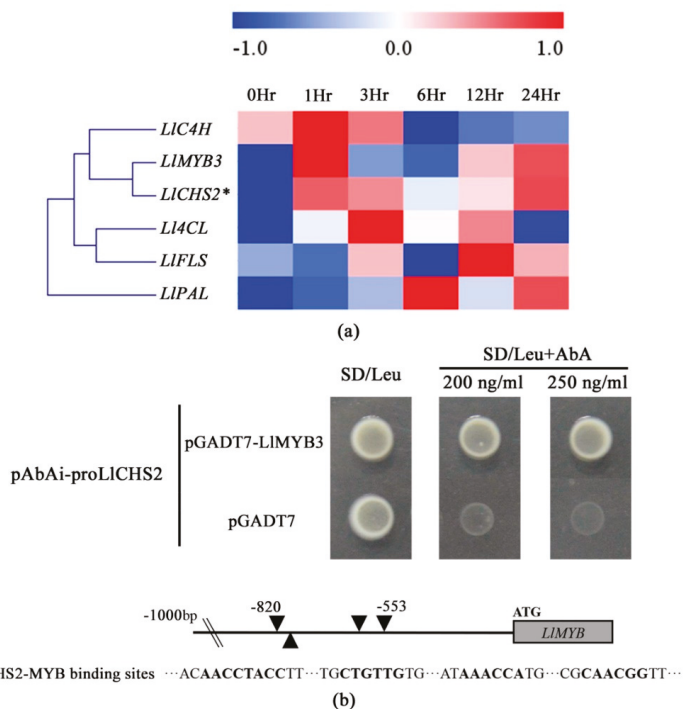 -1.0 0.0 1.0
0Hr 1Hr 3Hr 6Hr 12Hr 24Hr
LlC4H
LlMYB3
LlCHS2*
Ll4CL
LlFLS
LlPAL
(a)
SD/Leu+AbA
SD/Leu 200 ng/ml 250 ng/ml
pGADT7-LlMYB3
pAbAi-proLlCHS2
pGADT7
-1000bp -820 -553 ATG
LlMYB
HS2-MYB binding sites ···ACAACCTACCTT···TGCTGTTGTG···ATAAACCATG···CGCAACGGTT···
(b)